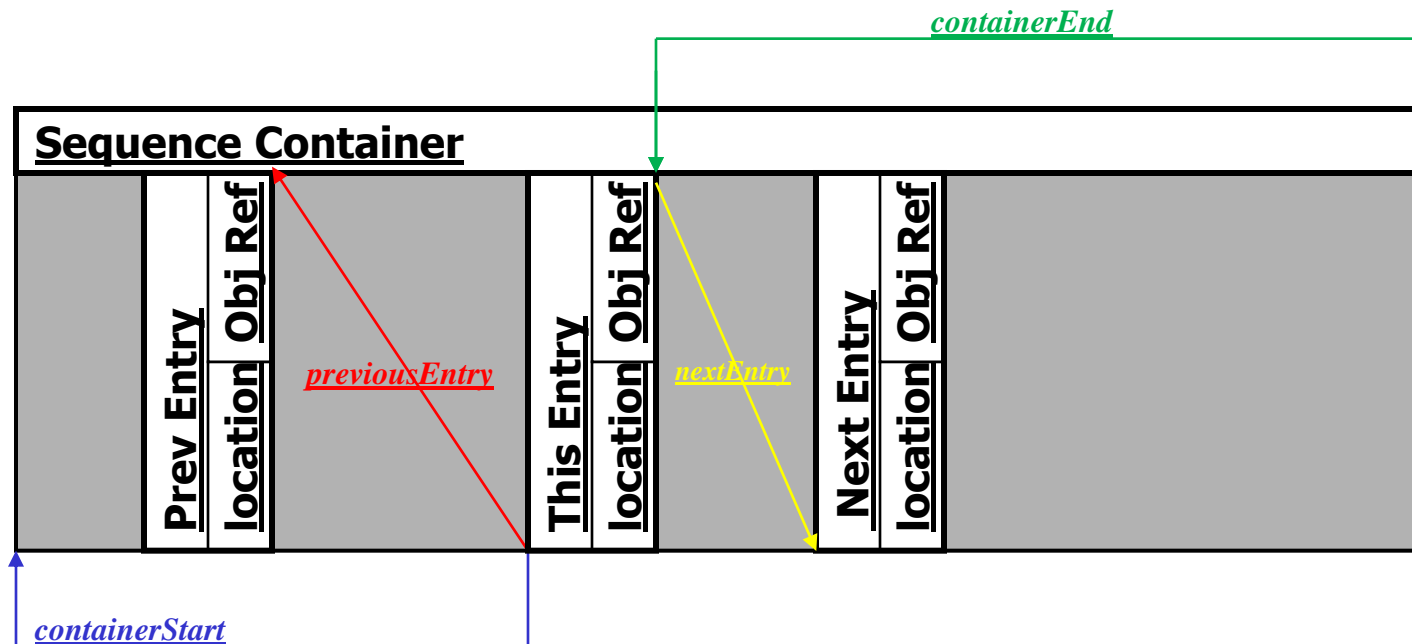 containerEnd
Sequence Container
Prev Entry
location
Obj Ref
previousEntry
This Entry
location
Obj Ref
nextEntry
Next Entry
location
Obj Ref
containerStart